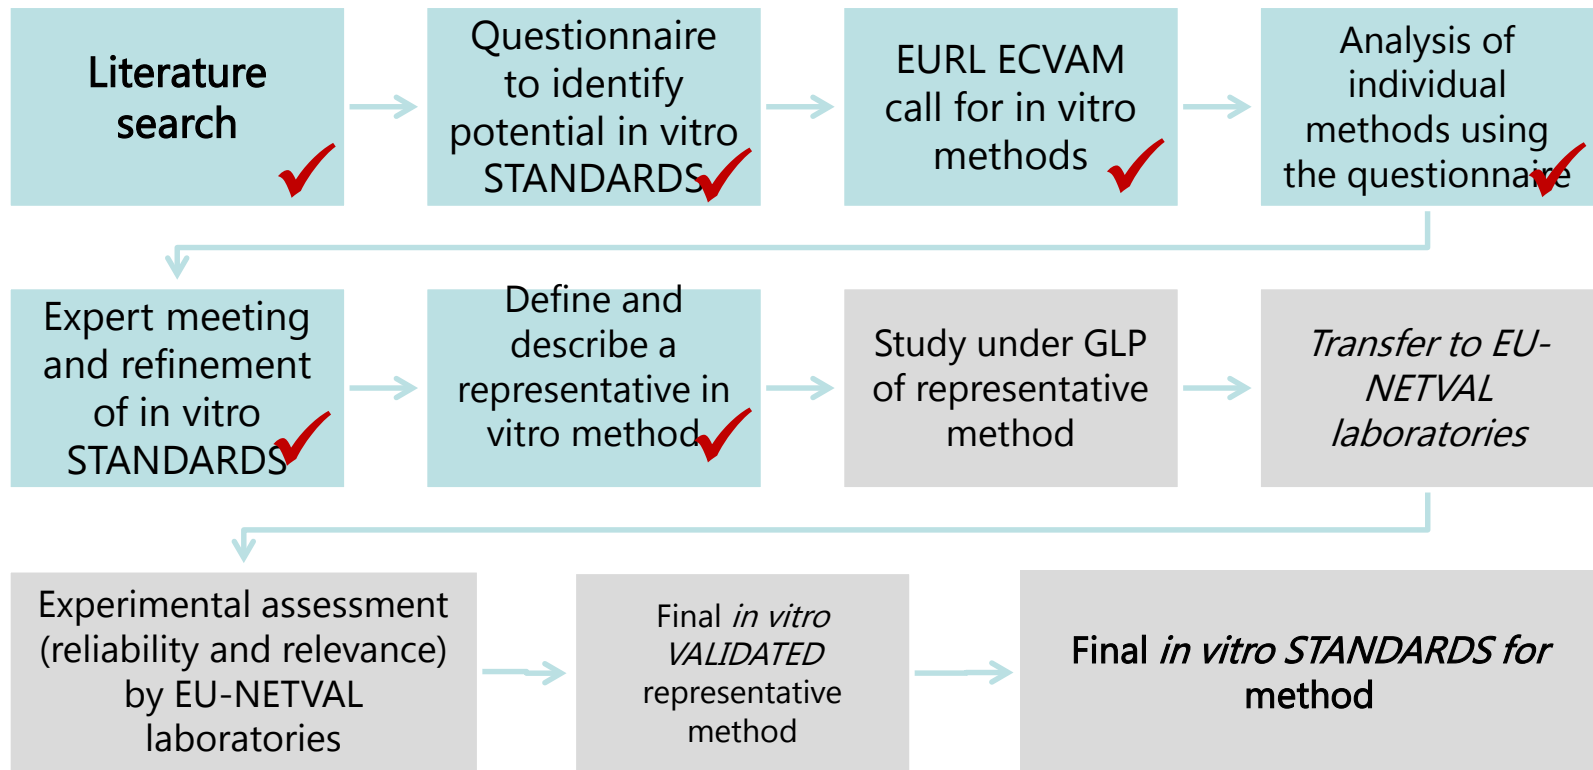 Literature
search
Questionnaire
to identify
potential in vitro
STANDARDS
EURL ECVAM
call for in vitro
methods
Analysis of
individual
methods using
the questionnaire
Expert meeting
and refinement
of in vitro
STANDARDS
Define and
describe a
representative in
vitro method
Study under GLP
of representative
method
Transfer to EU-
NETVAL
laboratories
Experimental assessment
(reliability and relevance)
by EU-NETVAL
laboratories
Final in vitro
VALIDATED
representative
method
Final in vitro STANDARDS for
method